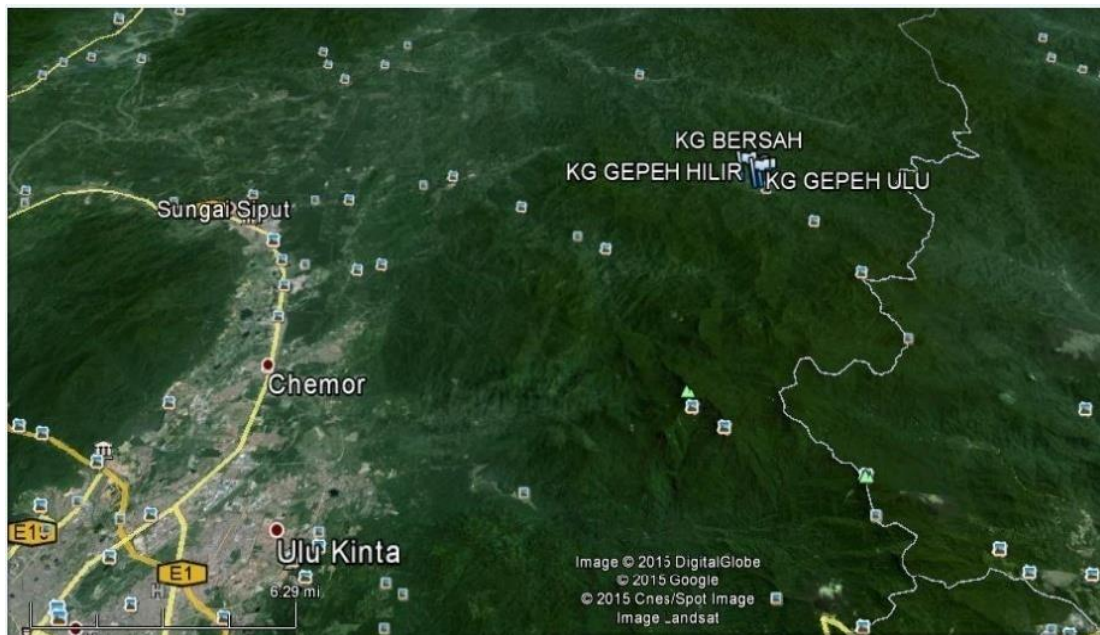 KG BERSAH
KG GEPEH HILIR
KG GEPEH ULU
Sungai Siput
Chemor
Ulu Kinta
E1
6.29 mi
Image © 2015 DigitalGlobe
© 2015 Google
© 2015 Cnes/Spot Image
Image Landsat